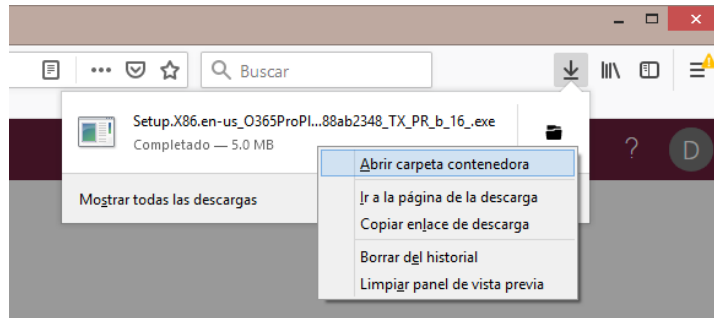 Buscar
Setup.X86.en-us_O365ProPl...88ab2348_TX_PR_b_16_.exe
Completado — 5.0 MB
?
D
Abrir carpeta contenedora
Mostrar todas las descargas
Ir a la página de la descarga
Copiar enlace de descarga
Borrar del historial
Limpiar panel de vista previa